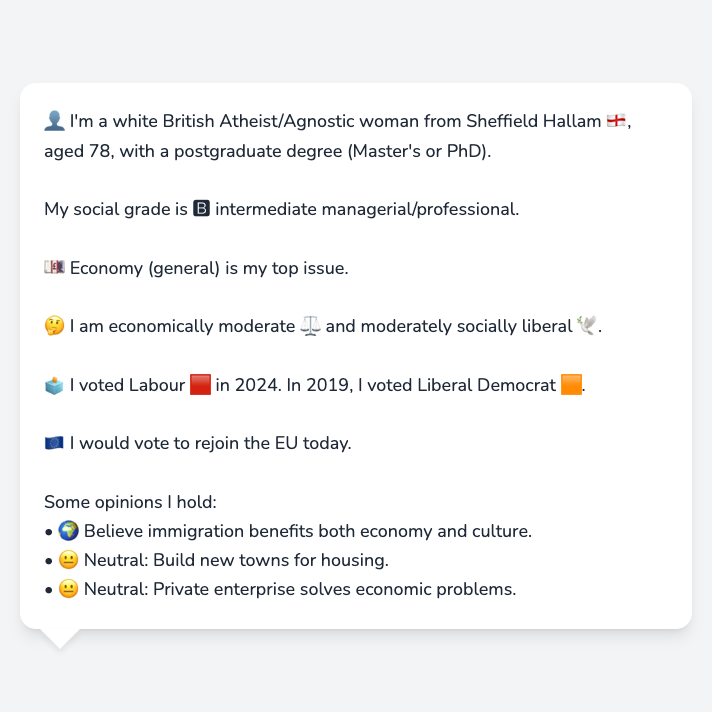 👤 I'm a white British Atheist/Agnostic woman from Sheffield Hallam 🏴󠁧󠁢󠁥󠁮󠁧󠁿,
aged 78, with a postgraduate degree (Master's or PhD).
My social grade is 🅱 intermediate managerial/professional.
💷 Economy (general) is my top issue.
🤔 I am economically moderate ⚖️ and moderately socially liberal 🕊️.
🗳️ I voted Labour 🟥 in 2024. In 2019, I voted Liberal Democrat 🟧.
🇪🇺 I would vote to rejoin the EU today.
Some opinions I hold:
• 🌍 Believe immigration benefits both economy and culture.
• 😐 Neutral: Build new towns for housing.
• 😐 Neutral: Private enterprise solves economic problems.